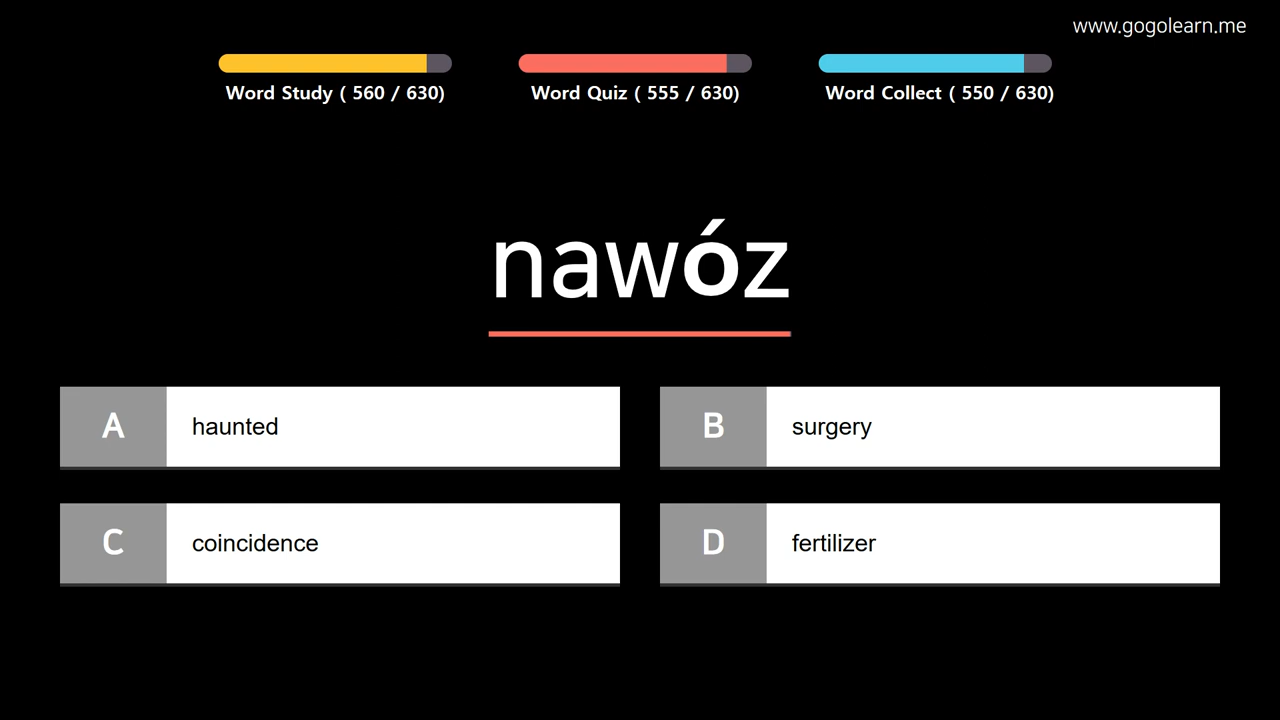 www.gogolearn.me
Word Study ( 560 / 630)
Word Quiz ( 555 / 630)
Word Collect ( 550 / 630)
nawóz
A haunted
B surgery
C coincidence
D fertilizer